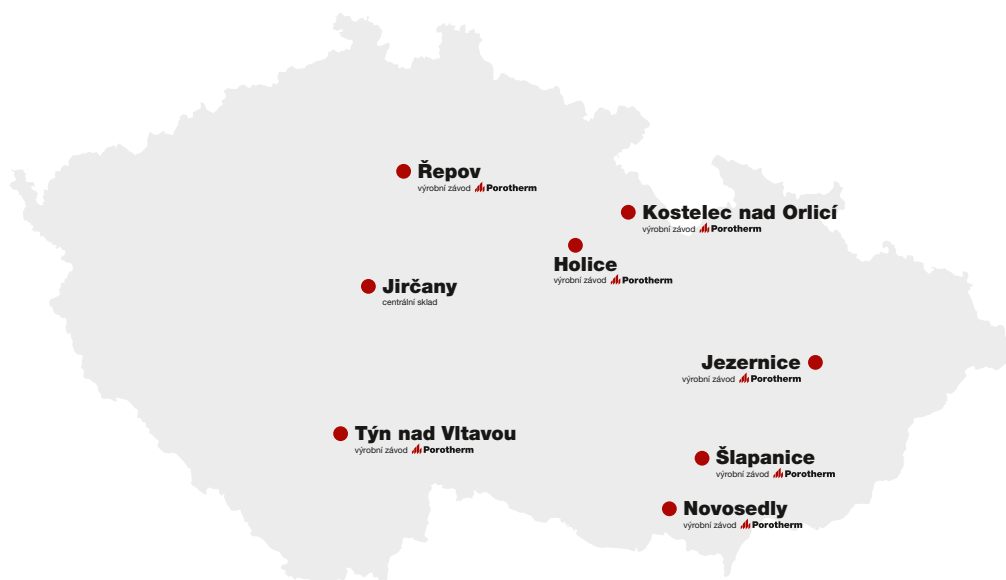 Řepov
výrobní závod Porotherm
Kostelec nad Orlicí
výrobní závod Porotherm
Holice
výrobní závod Porotherm
Jirčany
centrální sklad
Jezernice
výrobní závod Porotherm
Týn nad Vltavou
výrobní závod Porotherm
Šlapanice
výrobní závod Porotherm
Novosedly
výrobní závod Porotherm